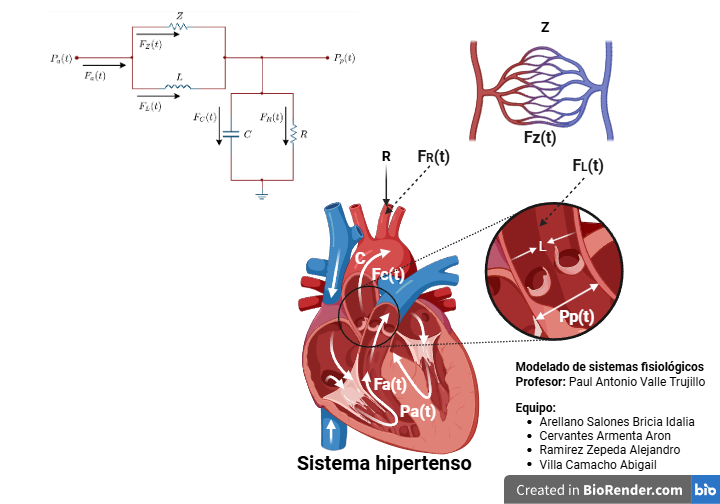 Z
F_Z(t)
P_a(t)
P_p(t)
F_a(t)
L
F_L(t)
F_C(t)
F_R(t)
C
R
Z
Fz(t)
R
FR(t)
FL(t)
C
Fc(t)
L
Pp(t)
Fa(t)
Pa(t)
Sistema hipertenso
Modelado de sistemas fisiológicos
Profesor: Paul Antonio Valle Trujillo
Equipo:
• Arellano Salones Bricia Idalia
• Cervantes Armenta Aron
• Ramirez Zepeda Alejandro
• Villa Camacho Abigail
Created in BioRender.com bio